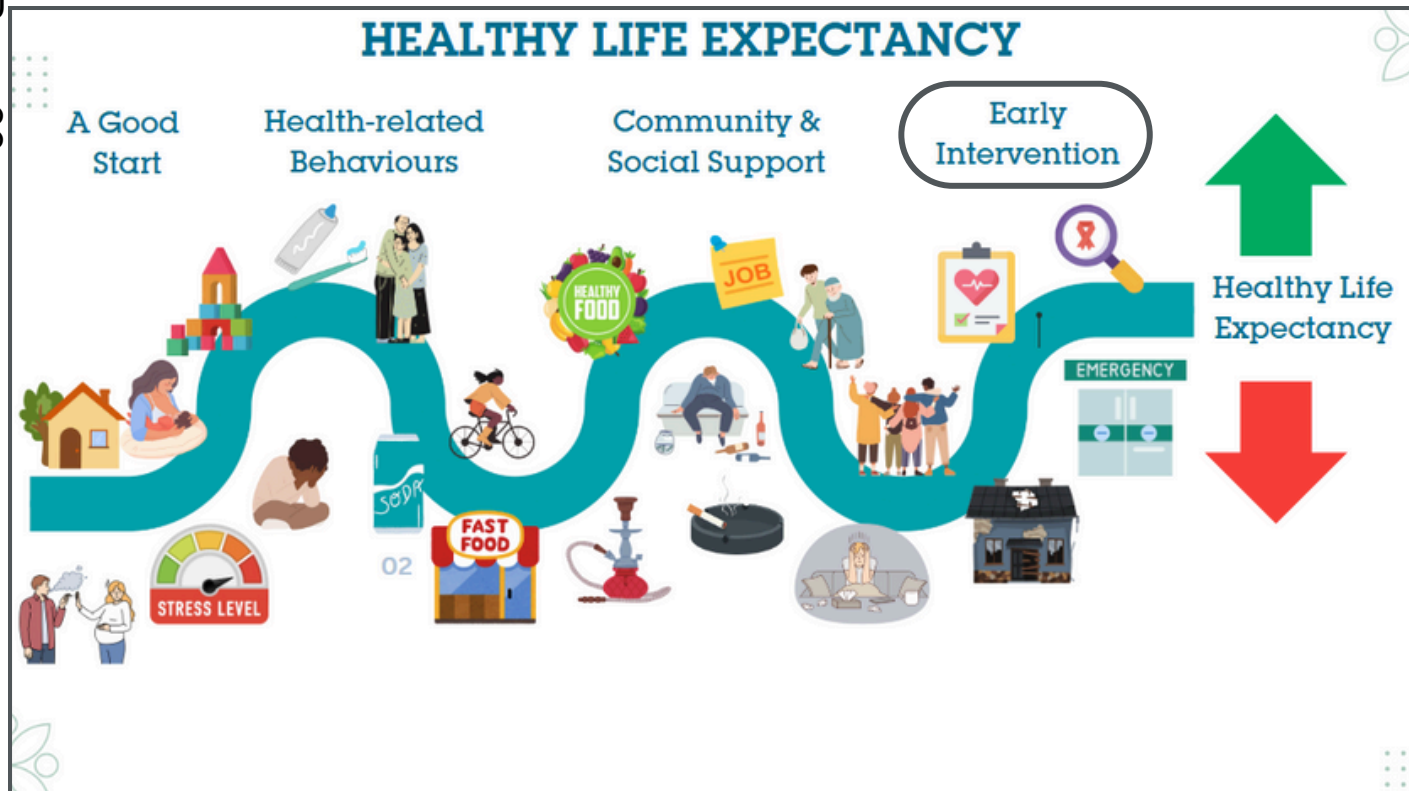 HEALTHY LIFE EXPECTANCY
A Good
Start
Health-related
Behaviours
Community &
Social Support
Early
Intervention
HEALTHY
FOOD
JOB
Healthy Life
Expectancy
EMERGENCY
SODA
FAST
FOOD
02
STRESS LEVEL